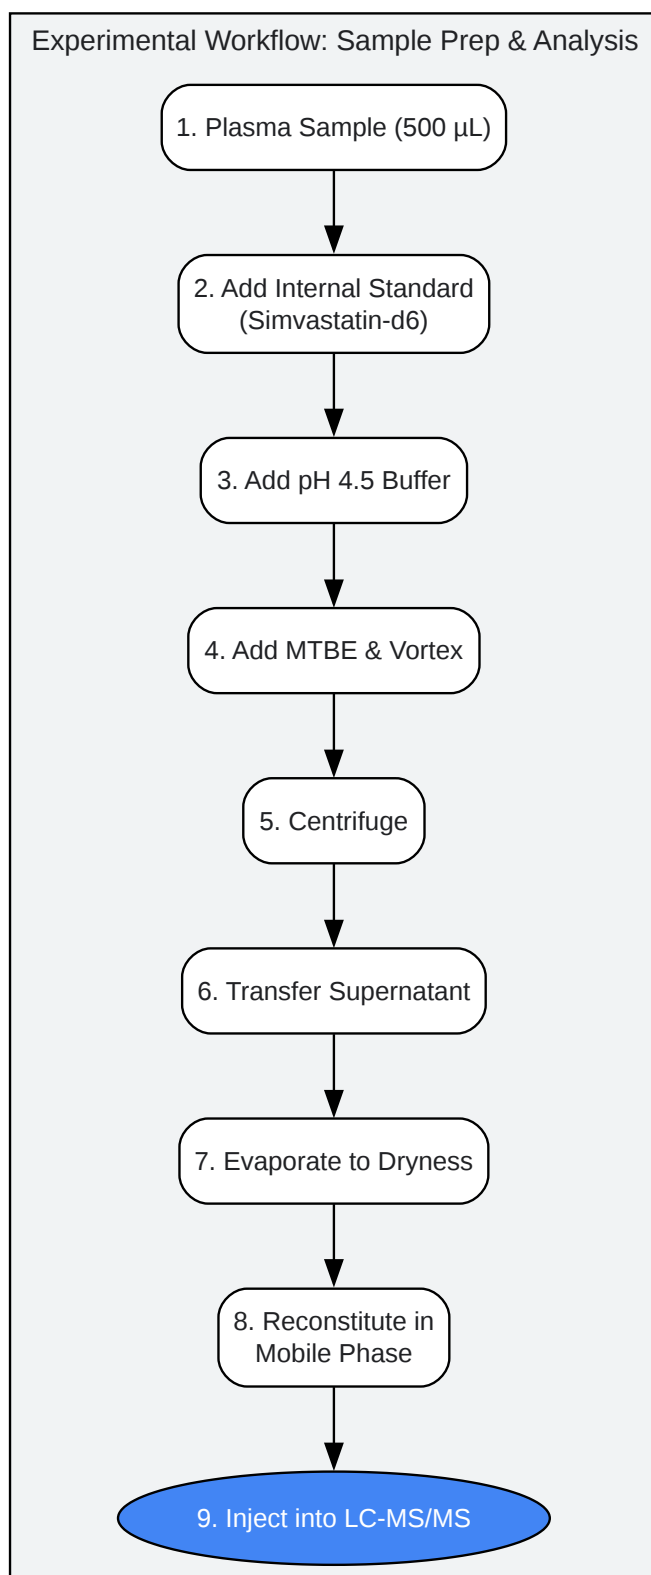 Experimental Workflow: Sample Prep & Analysis
1. Plasma Sample (500 µL)
2. Add Internal Standard
(Simvastatin-d6)
3. Add pH 4.5 Buffer
4. Add MTBE & Vortex
5. Centrifuge
6. Transfer Supernatant
7. Evaporate to Dryness
8. Reconstitute in
Mobile Phase
9. Inject into LC-MS/MS